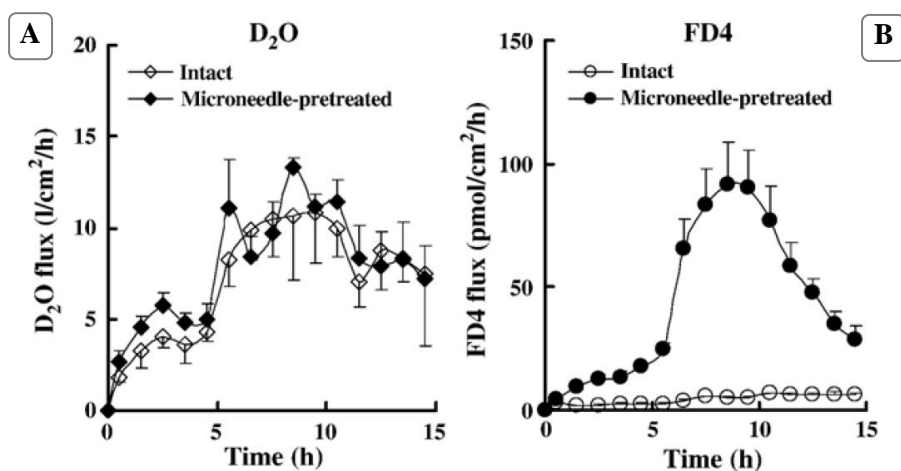 A
D₂O
20
15
10
5
0
Intact
Microneedle-pretreated
D₂O flux (l/cm²/h)
0
5
10
15
Time (h)
FD4
B
150
100
50
0
Intact
Microneedle-pretreated
FD4 flux (pmol/cm²/h)
0
5
10
15
Time (h)